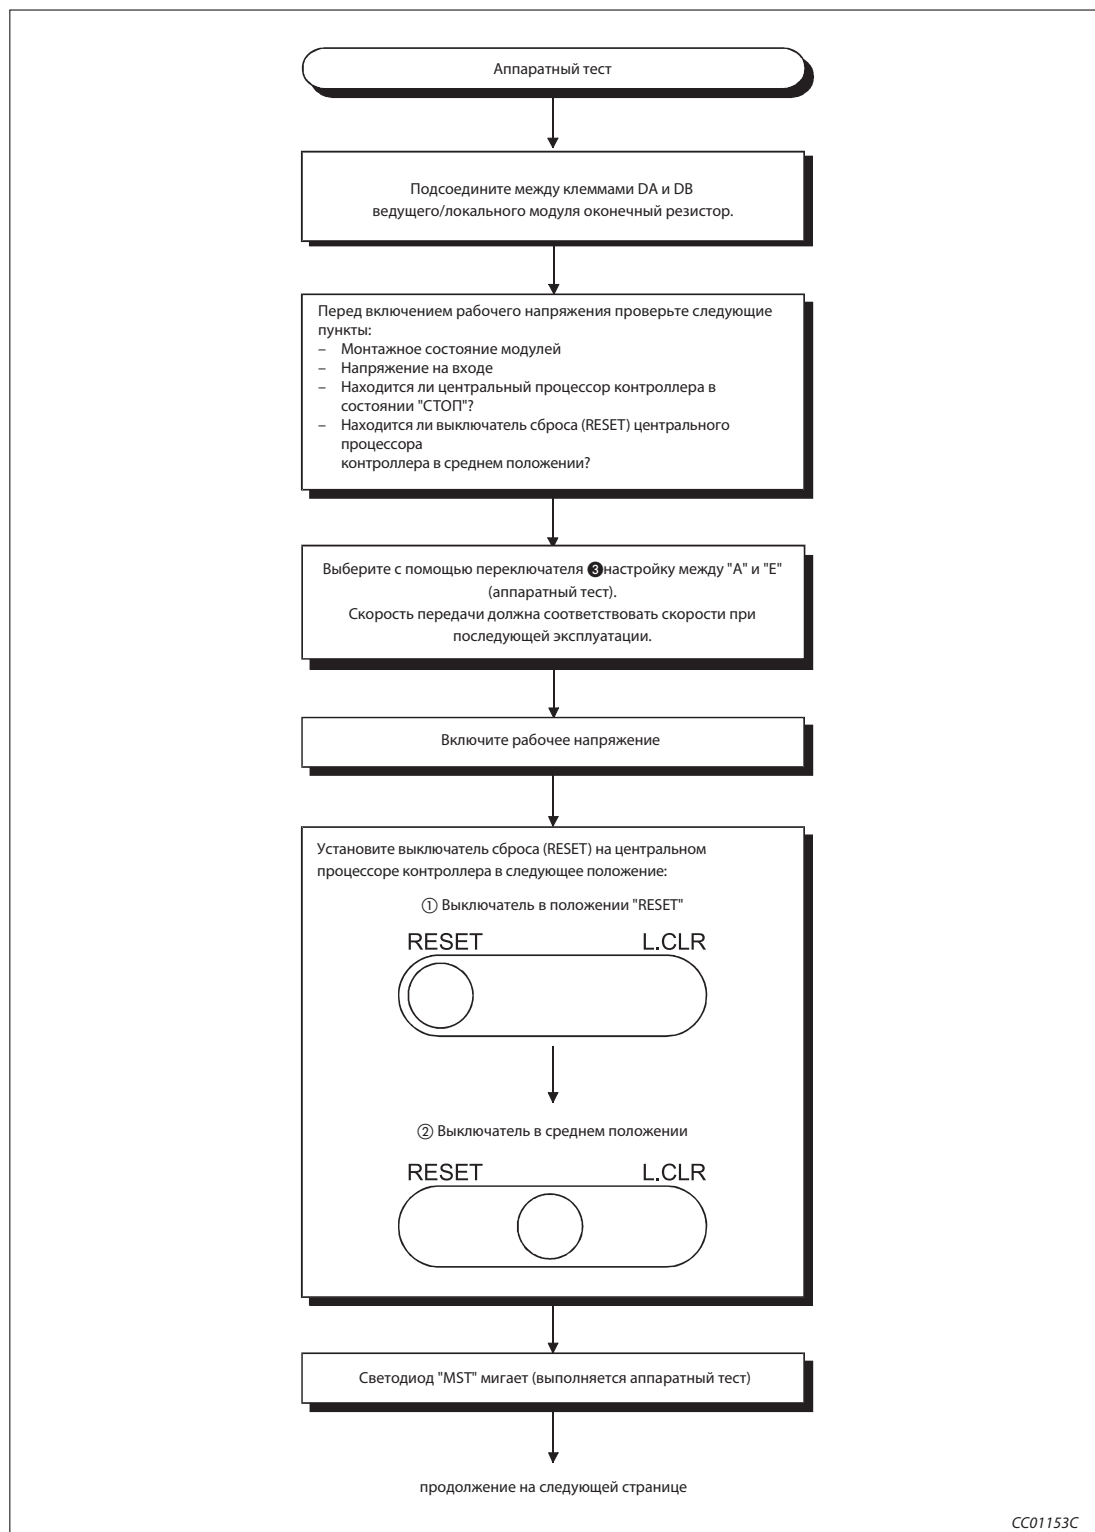 Аппаратный тест
Подсоедините между клеммами DA и DB
ведущего/локального модуля оконечный резистор.
Перед включением рабочего напряжения проверьте следующие
пункты:
– Монтажное состояние модулей
– Напряжение на входе
– Находится ли центральный процессор контроллера в
состоянии "СТОП"?
– Находится ли выключатель сброса (RESET) центрального
процессора
контроллера в среднем положении?
Выберите с помощью переключателя ❸настройку между "A" и "E"
(аппаратный тест).
Скорость передачи должна соответствовать скорости при
последующей эксплуатации.
Включите рабочее напряжение
Установите выключатель сброса (RESET) на центральном
процессоре контроллера в следующее положение:
① Выключатель в положении "RESET"
RESET L.CLR
② Выключатель в среднем положении
RESET L.CLR
Светодиод "MST" мигает (выполняется аппаратный тест)
продолжение на следующей странице
CC01153C